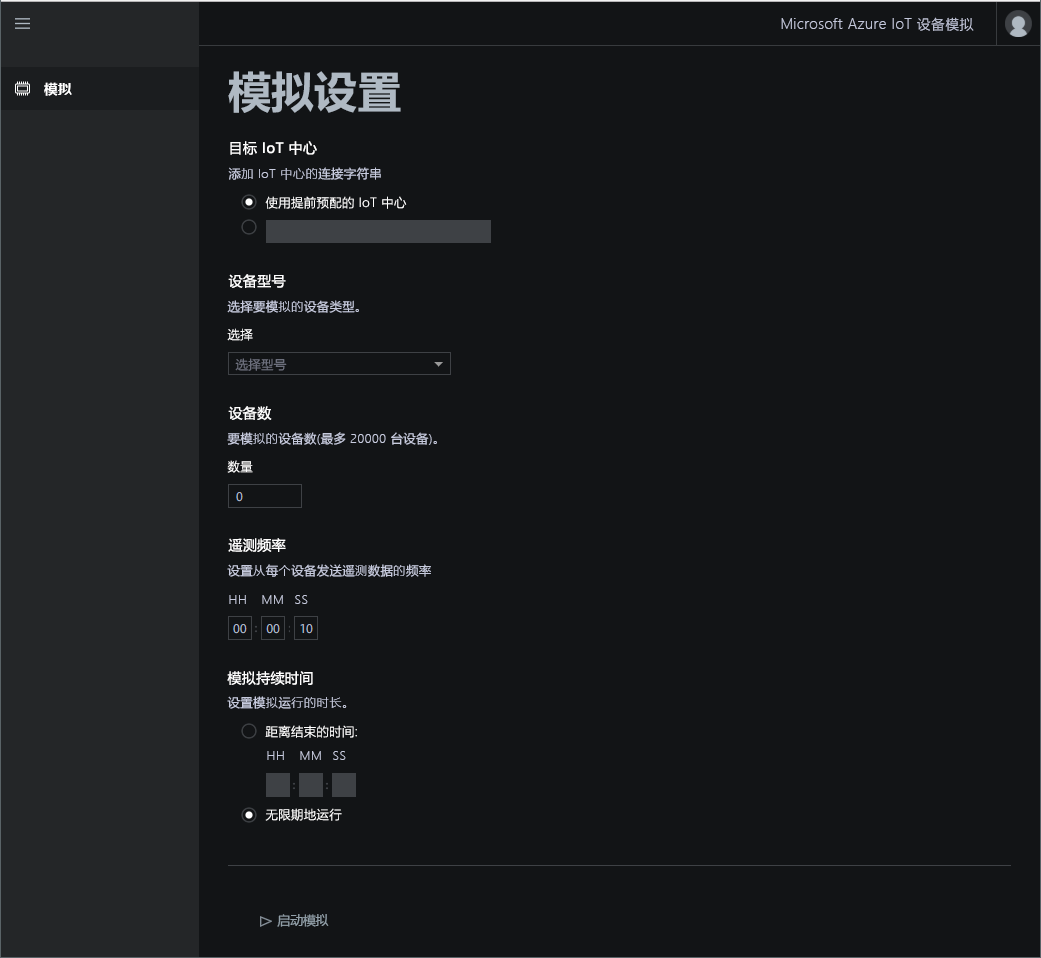 Microsoft Azure IoT 设备模拟
模拟
模拟设置
目标 IoT 中心
添加 IoT 中心的连接字符串
使用提前预配的 IoT 中心
设备型号
选择要模拟的设备类型。
选择
选择型号
设备数
要模拟的设备数(最多 20000 台设备)。
数量
0
遥测频率
设置从每个设备发送遥测数据的频率
HH MM SS
00 : 00 : 10
模拟持续时间
设置模拟运行的时长。
距离结束的时间:
HH MM SS
: :
无限期地运行
启动模拟